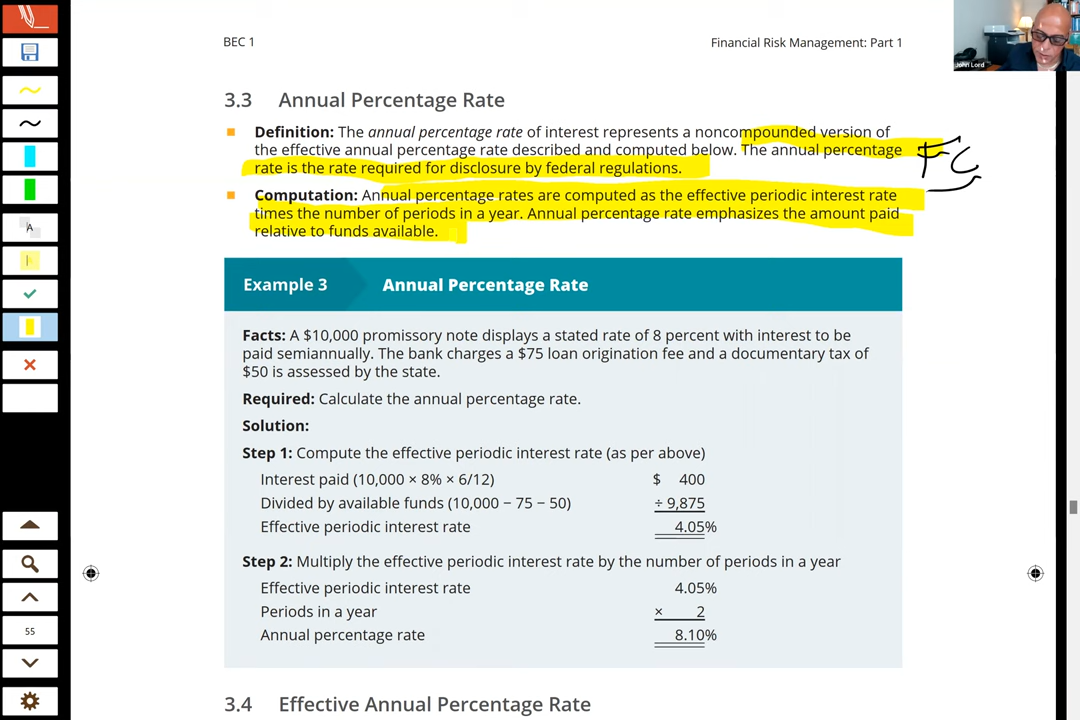 BEC 1
Financial Risk Management: Part 1
John Lord
3.3 Annual Percentage Rate
Definition: The annual percentage rate of interest represents a noncompounded version of
the effective annual percentage rate described and computed below. The annual percentage
rate is the rate required for disclosure by federal regulations.
FC
Computation: Annual percentage rates are computed as the effective periodic interest rate
times the number of periods in a year. Annual percentage rate emphasizes the amount paid
relative to funds available.
Example 3 Annual Percentage Rate
Facts: A $10,000 promissory note displays a stated rate of 8 percent with interest to be
paid semiannually. The bank charges a $75 loan origination fee and a documentary tax of
$50 is assessed by the state.
Required: Calculate the annual percentage rate.
Solution:
Step 1: Compute the effective periodic interest rate (as per above)
Interest paid (10,000 × 8% × 6/12) $ 400
Divided by available funds (10,000 − 75 − 50) ÷ 9,875
Effective periodic interest rate 4.05%
Step 2: Multiply the effective periodic interest rate by the number of periods in a year
Effective periodic interest rate 4.05%
Periods in a year × 2
Annual percentage rate 8.10%
3.4 Effective Annual Percentage Rate
A
55